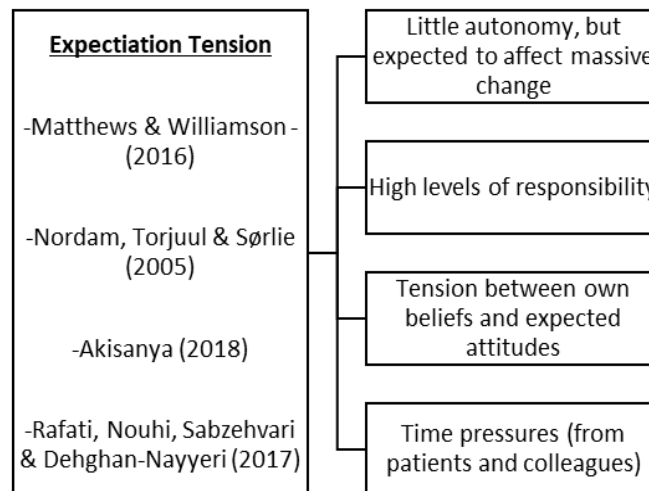 Expectiation Tension
-Matthews & Williamson -
(2016)
-Nordam, Torjuul & Sørlie
(2005)
-Akisanya (2018)
-Rafati, Nouhi, Sabzehvari
& Dehghan-Nayyeri (2017)
Little autonomy, but
expected to affect massive
change
High levels of responsibility
Tension between own
beliefs and expected
attitudes
Time pressures (from
patients and colleagues)